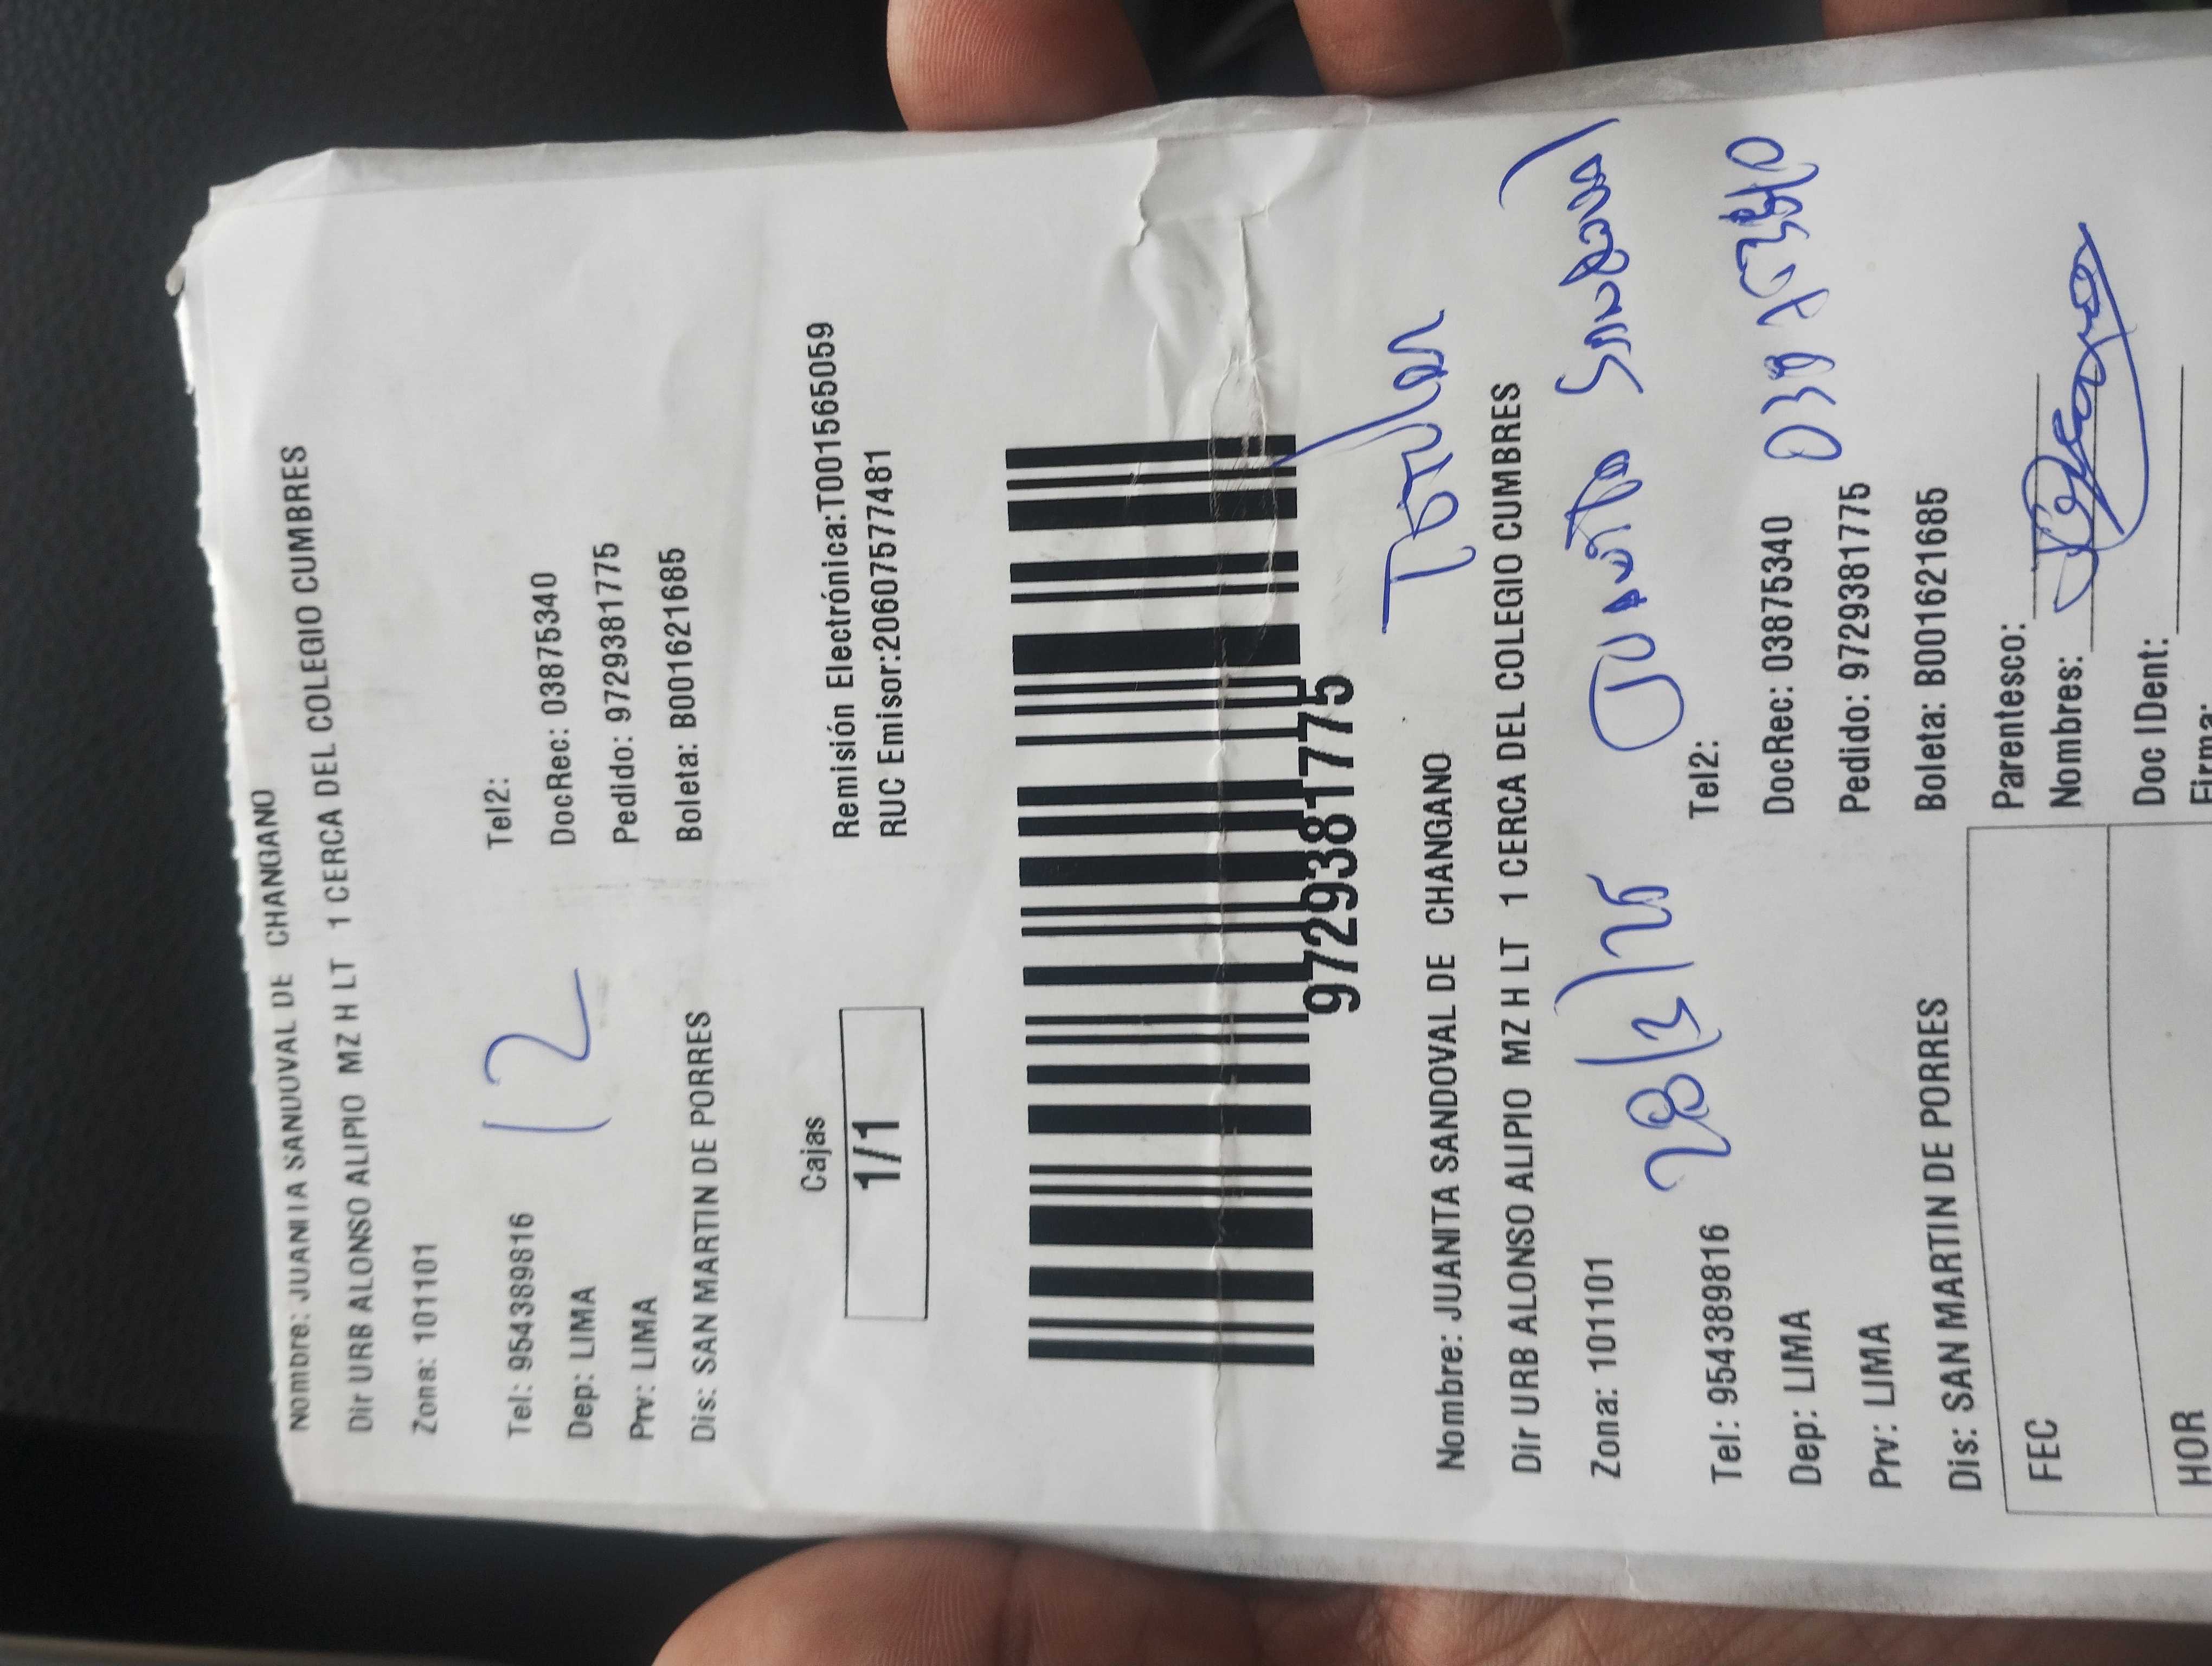 Nombre: JUANITA SANDOVAL DE CHANGANO
Dir URB ALONSO ALIPIO MZ H LT 1 CERCA DEL COLEGIO CUMBRES
Zona: 101101
12
Tel: 954389816 Tel2:
Dep: LIMA DocRec: 03875340
Prv: LIMA Pedido: 9729381775
Dis: SAN MARTIN DE PORRES Boleta: B001621685
Cajas
1/1
Remisión Electrónica:T001565059
RUC Emisor:20607577481
9729381775
Titular
Nombre: JUANITA SANDOVAL DE CHANGANO
Dir URB ALONSO ALIPIO MZ H LT 1 CERCA DEL COLEGIO CUMBRES
Zona: 101101
Juanita Sandoval
Tel: 954389816 Tel2:
Dep: LIMA DocRec: 03875340
Prv: LIMA Pedido: 9729381775
Dis: SAN MARTIN DE PORRES Boleta: B001621685
FEC Parentesco:
Nombres:
HOR Doc IDent:
Firma: